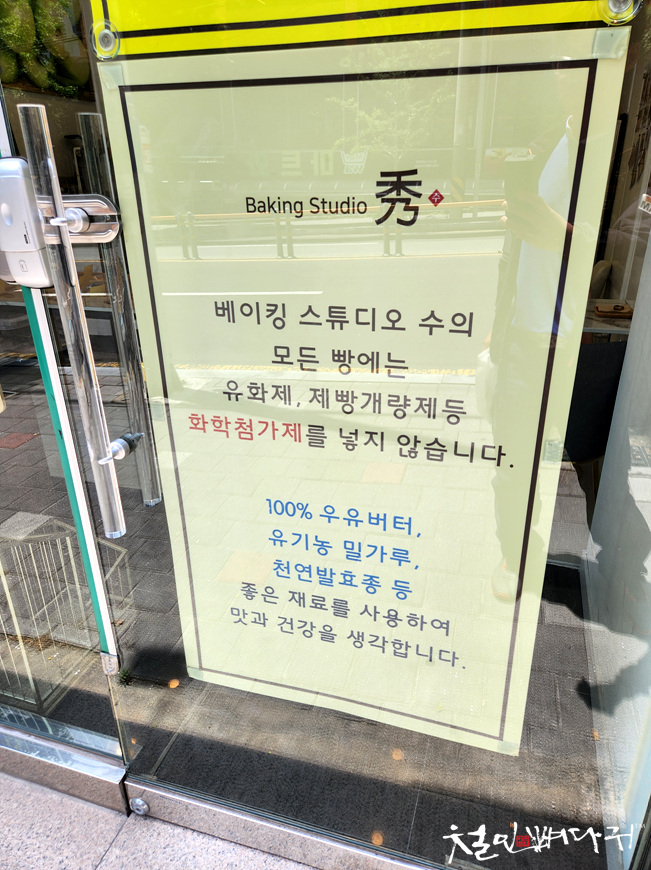 Baking Studio 秀 수
베이킹 스튜디오 수의
모든 빵에는
유화제, 제빵개량제등
화학첨가제를 넣지 않습니다.
100% 우유버터,
유기농 밀가루,
천연발효종 등
좋은 재료를 사용하여
맛과 건강을 생각합니다.